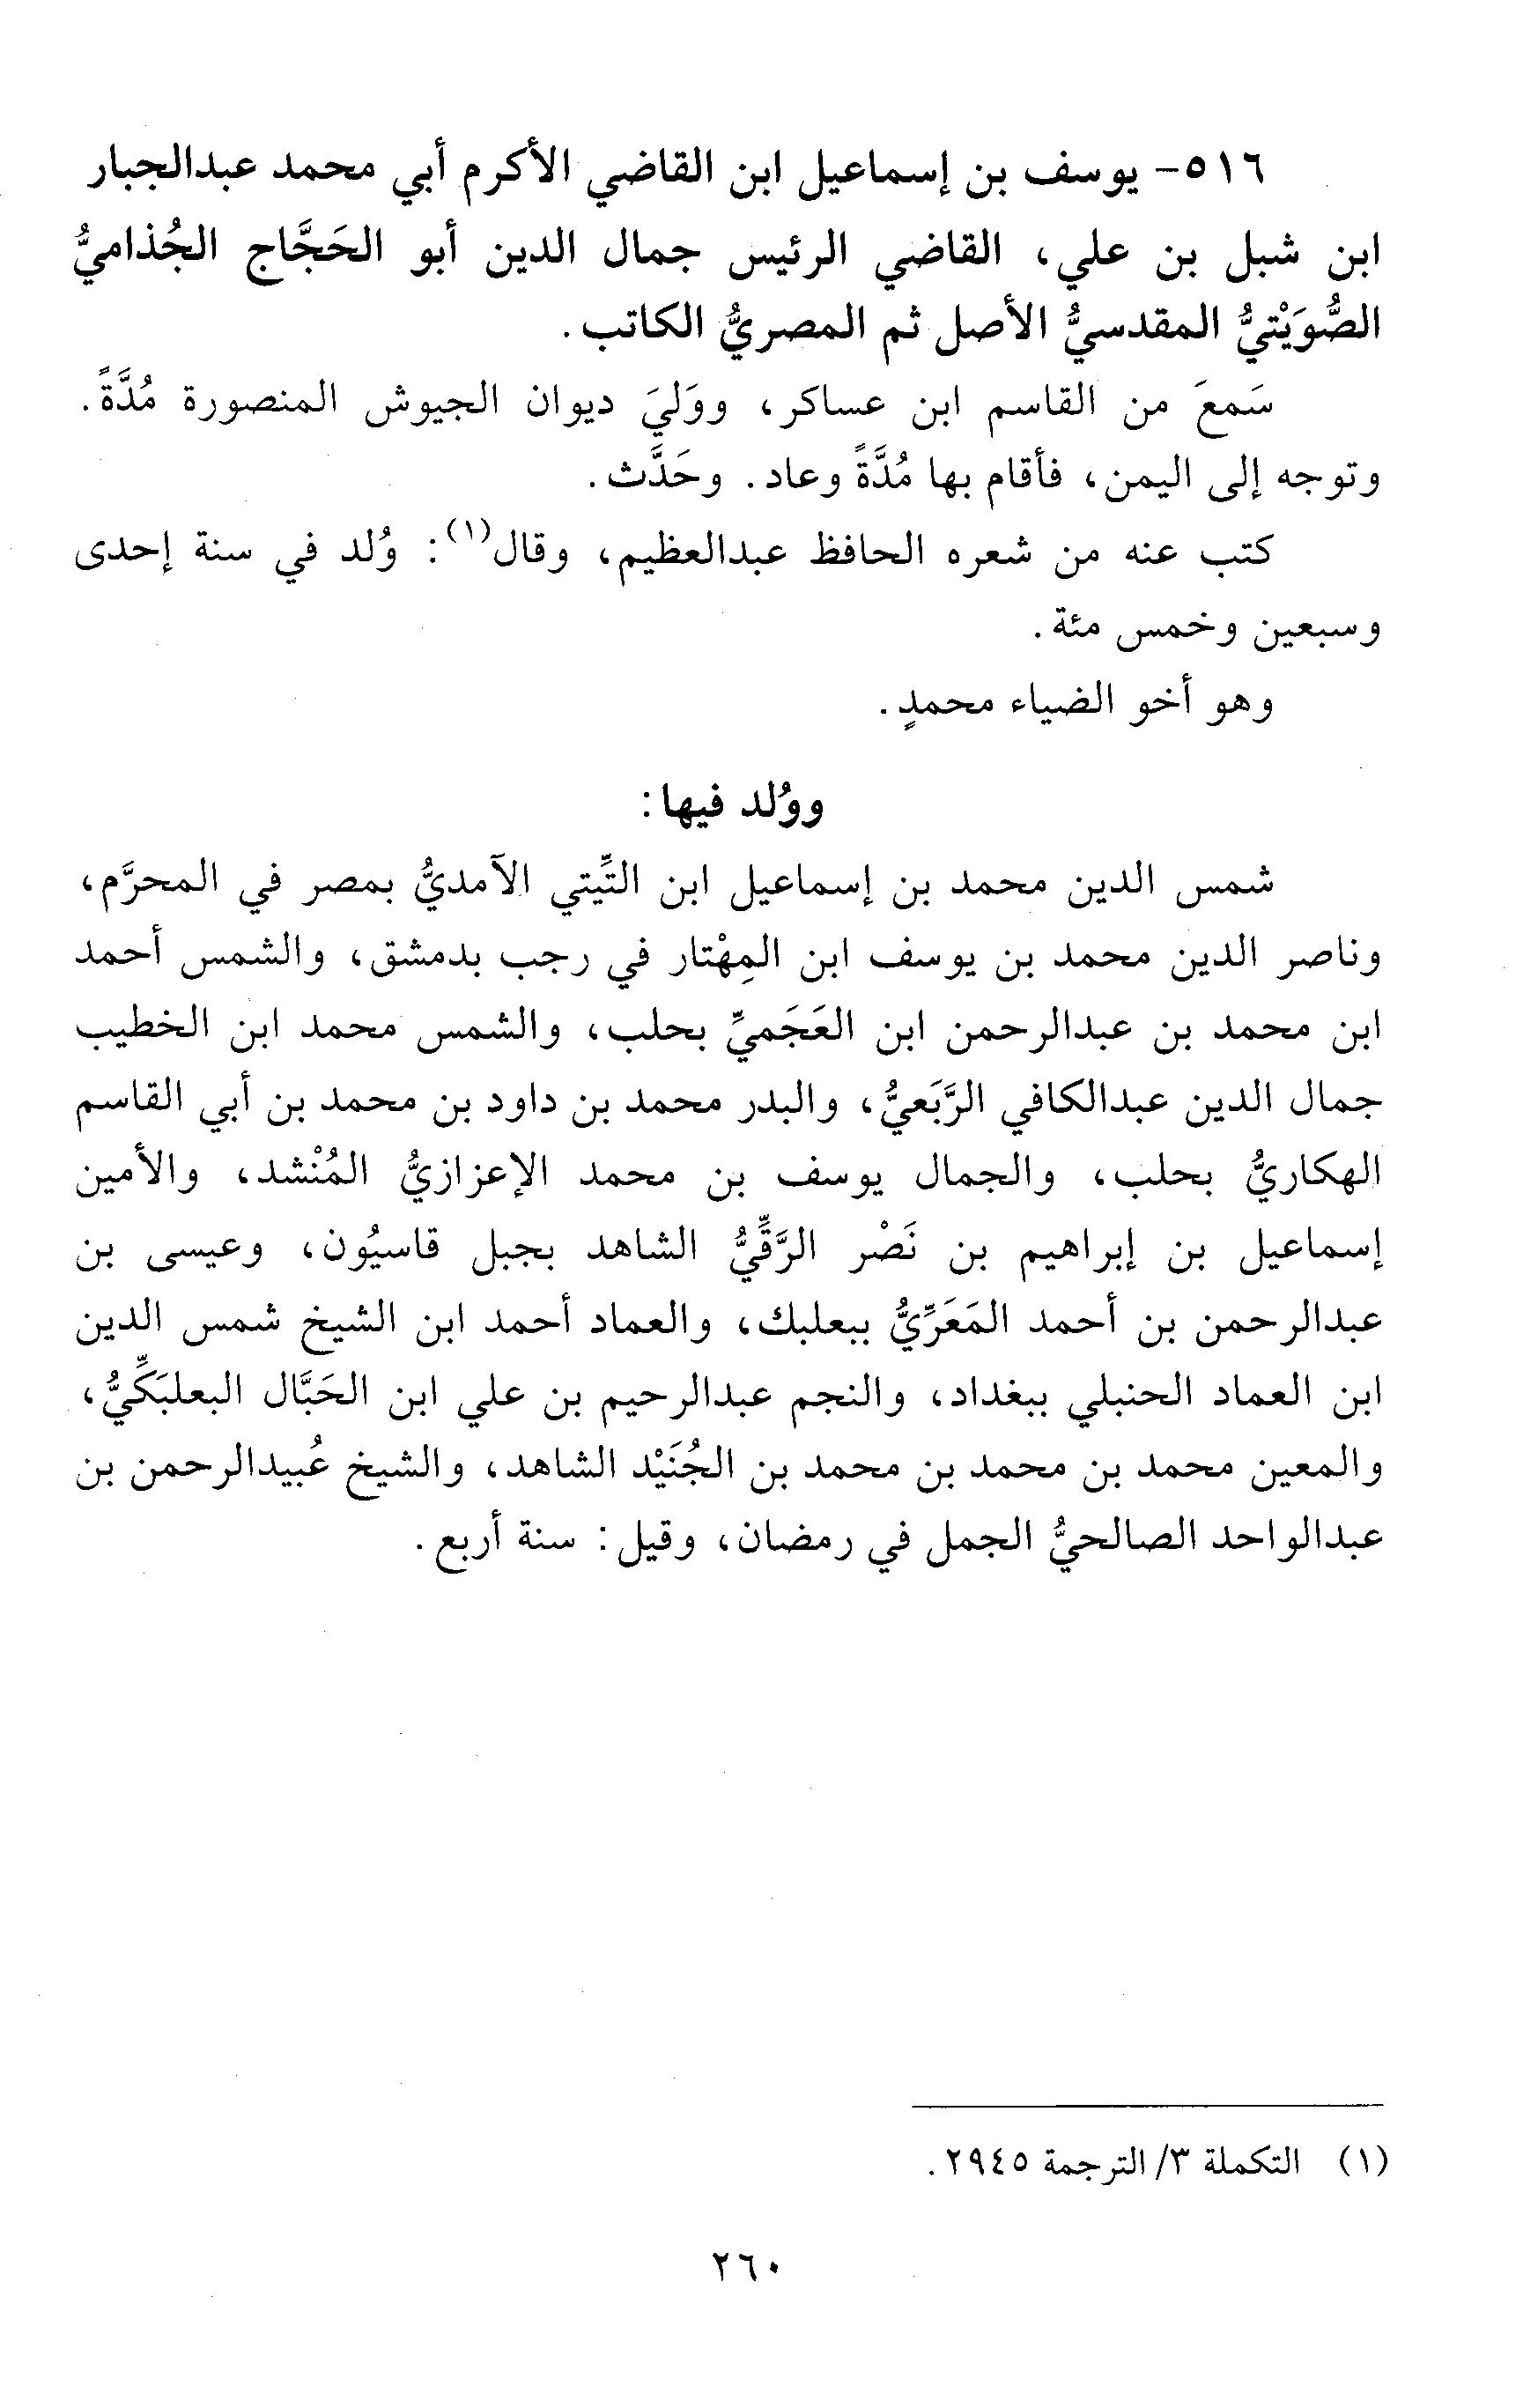 ٥١٦- يوسف بن إسماعيل ابن القاضي الأكرم أبي محمد عبدالجبار
ابن شبل بن علي، القاضي الرئيس جمال الدين أبو الحَجَّاج الجُذاميُّ
الصُّوَيْتيُّ المقدسيُّ الأصل ثم المصريُّ الكاتب.
سَمعَ من القاسم ابن عساكر، ووَليَ ديوان الجيوش المنصورة مُدَّةً.
وتوجه إلى اليمن، فأقام بها مُدَّةً وعاد. وحَدَّث.
كتب عنه من شعره الحافظ عبدالعظيم، وقال(١): وُلد في سنة إحدى
وسبعين وخمس مئة.
وهو أخو الضياء محمدٍ.
ووُلد فيها:
شمس الدين محمد بن إسماعيل ابن التِّيتي الآمديُّ بمصر في المحرَّم،
وناصر الدين محمد بن يوسف ابن المِهْتار في رجب بدمشق، والشمس أحمد
ابن محمد بن عبدالرحمن ابن العَجَميِّ بحلب، والشمس محمد ابن الخطيب
جمال الدين عبدالكافي الرَّبَعيُّ، والبدر محمد بن داود بن محمد بن أبي القاسم
الهكاريُّ بحلب، والجمال يوسف بن محمد الإعزازيُّ المُنْشد، والأمين
إسماعيل بن إبراهيم بن نَصْر الرَّقِّيُّ الشاهد بجبل قاسيُون، وعيسى بن
عبدالرحمن بن أحمد المَعَرِّيُّ ببعلبك، والعماد أحمد ابن الشيخ شمس الدين
ابن العماد الحنبلي ببغداد، والنجم عبدالرحيم بن علي ابن الحَبَّال البعلبَكِّيُّ،
والمعين محمد بن محمد بن محمد بن الجُنَيْد الشاهد، والشيخ عُبيدالرحمن بن
عبدالواحد الصالحيُّ الجمل في رمضان، وقيل: سنة أربع.
(١) التكملة ٣/ الترجمة ٢٩٤٥.
٢٦٠